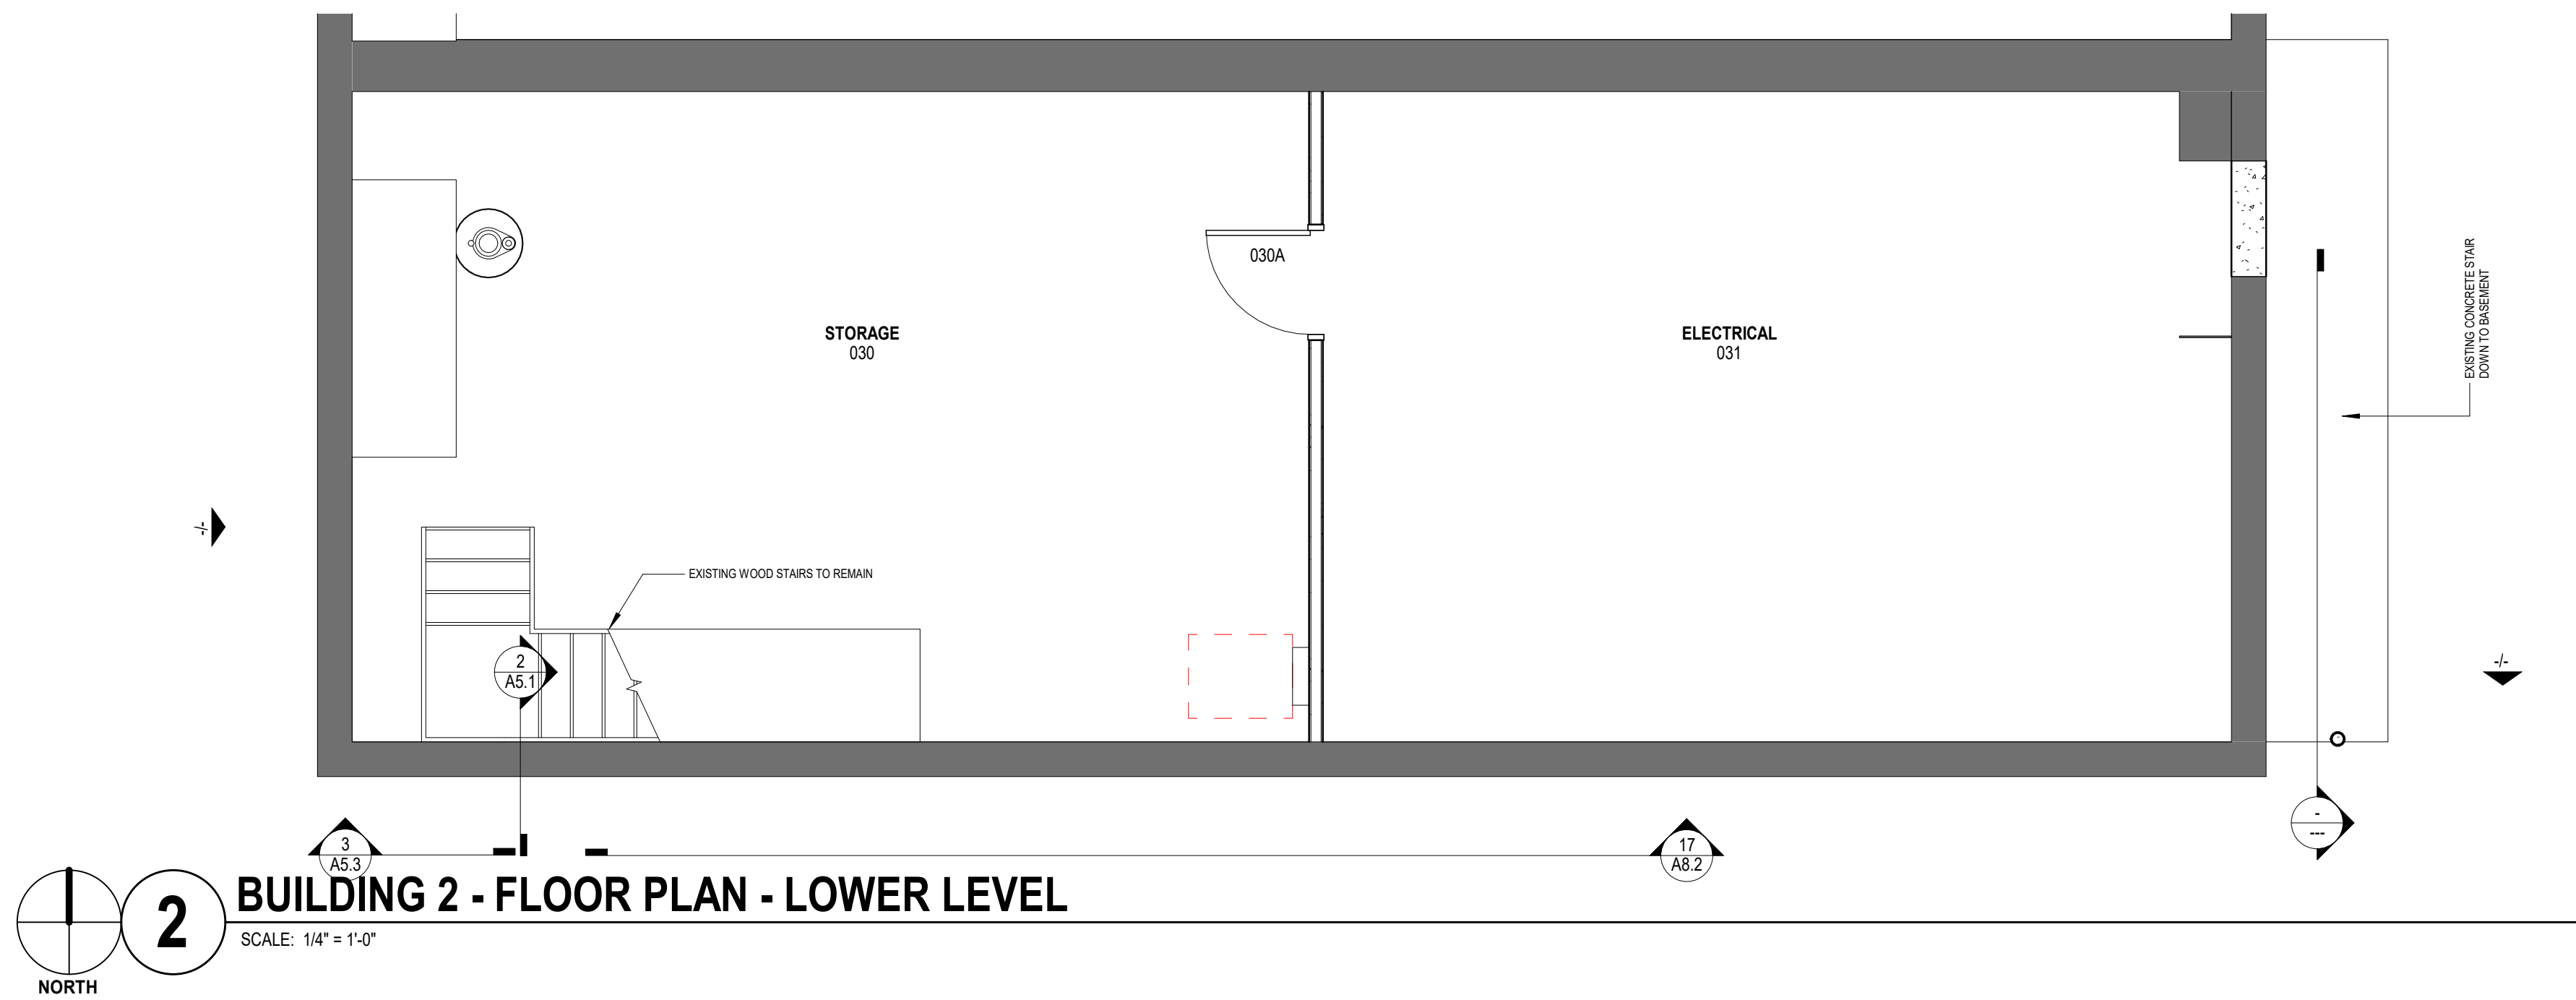 030A
STORAGE
030
ELECTRICAL
031
EXISTING CONCRETE STAIR
DOWN TO BASEMENT
-/-
EXISTING WOOD STAIRS TO REMAIN
2
A5.1
-/-
3
A5.3
17
A8.2
-
---
2
BUILDING 2 - FLOOR PLAN - LOWER LEVEL
SCALE: 1/4" = 1'-0"
NORTH